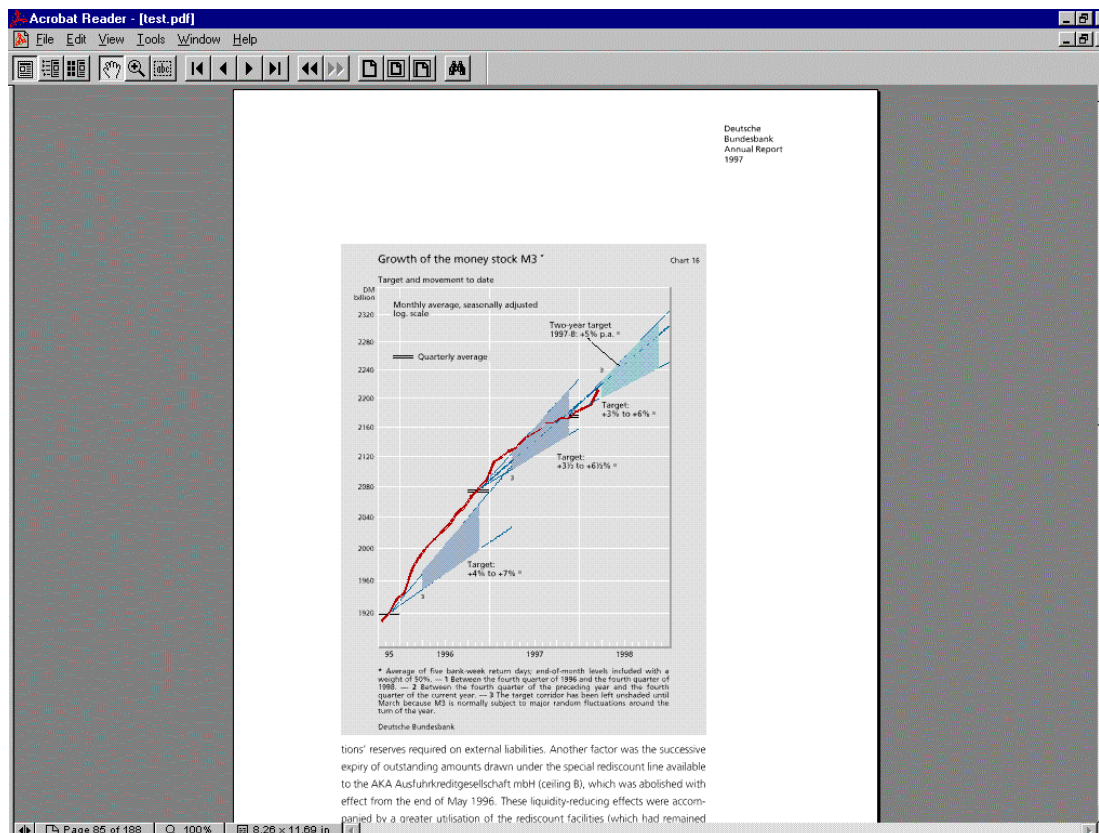 Acrobat Reader - [test.pdf]
File Edit View Tools Window Help
abc
Deutsche
Bundesbank
Annual Report
1997
Growth of the money stock M3 *
Chart 16
Target and movement to date
DM
billion
Monthly average, seasonally adjusted
log. scale
2320
Two-year target
1997-8: +5% p.a.
2280
Quarterly average
2240
3
2200
Target:
+3% to +6%
2160
Target:
+3½ to +6½%
2120
3
2080
2040
2000
Target:
+4% to +7%
1960
3
1920
95 1996 1997 1998
* Average of five bank-week return days; end-of-month levels included with a
weight of 50%. — 1 Between the fourth quarter of 1996 and the fourth quarter of
1998. — 2 Between the fourth quarter of the preceding year and the fourth
quarter of the current year. — 3 The target corridor has been left unshaded until
March because M3 is normally subject to major random fluctuations around the
turn of the year.
Deutsche Bundesbank
tions' reserves required on external liabilities. Another factor was the successive
expiry of outstanding amounts drawn under the special rediscount line available
to the AKA Ausfuhrkreditgesellschaft mbH (ceiling B), which was abolished with
effect from the end of May 1996. These liquidity-reducing effects were accom-
panied by a greater utilisation of the rediscount facilities (which had remained
Page 85 of 188 100% 8.26 x 11.69 in